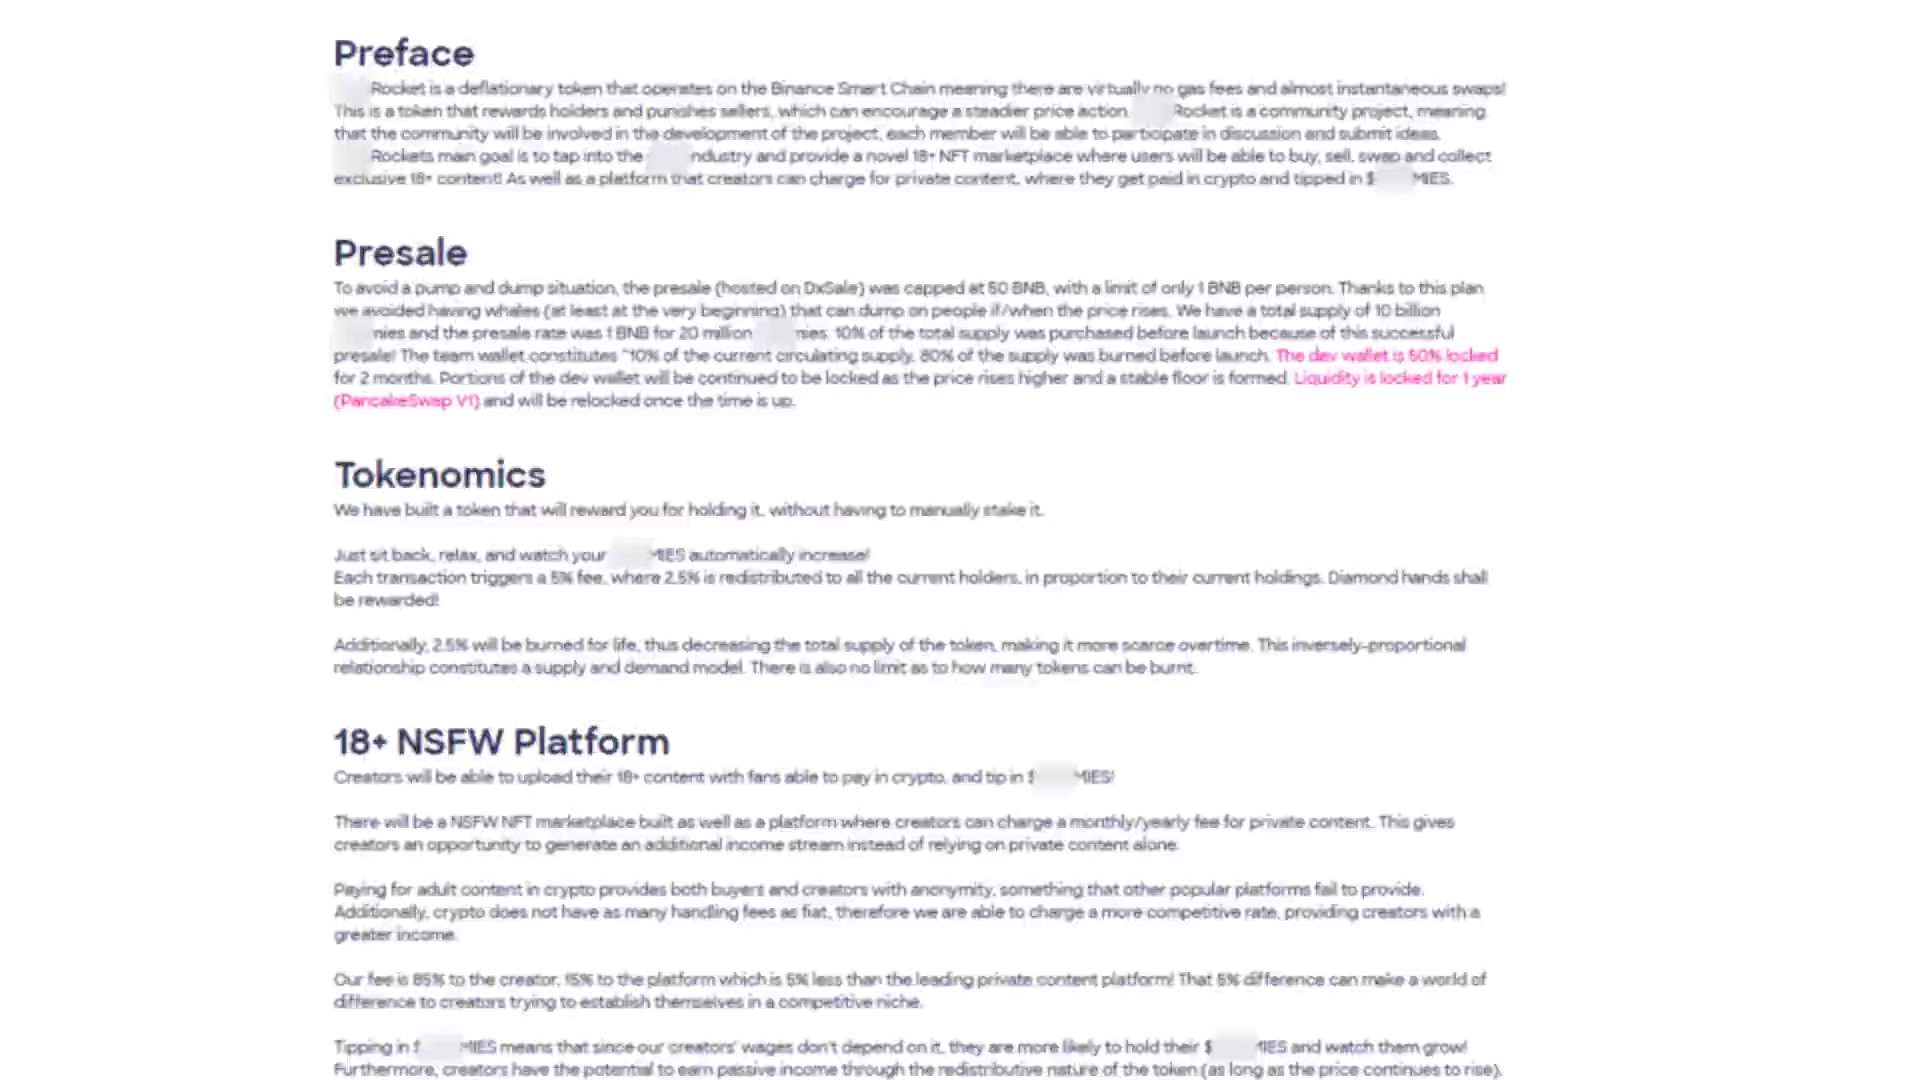 Preface
Rocket is a deflationary token that operates on the Binance Smart Chain meaning there are virtually no gas fees and almost instantaneous swaps!
This is a token that rewards holders and punishes sellers, which can encourage a steadier price action. Rocket is a community project, meaning
that the community will be involved in the development of the project, each member will be able to participate in discussion and submit ideas.
Rockets main goal is to tap into the ndustry and provide a novel 18+ NFT marketplace where users will be able to buy, sell, swap and collect
exclusive 18+ content! As well as a platform that creators can charge for private content, where they get paid in crypto and tipped in $ MIES.
Presale
To avoid a pump and dump situation, the presale (hosted on DxSale) was capped at 50 BNB, with a limit of only 1 BNB per person. Thanks to this plan
we avoided having whales (at least at the very beginning) that can dump on people if/when the price rises. We have a total supply of 10 billion
nies and the presale rate was 1 BNB for 20 million nies. 10% of the total supply was purchased before launch because of this successful
presale! The team wallet constitutes ~10% of the current circulating supply. 80% of the supply was burned before launch. The dev wallet is 50% locked
for 2 months. Portions of the dev wallet will be continued to be locked as the price rises higher and a stable floor is formed. Liquidity is locked for 1 year
(PancakeSwap V1) and will be relocked once the time is up.
Tokenomics
We have built a token that will reward you for holding it, without having to manually stake it.
Just sit back, relax, and watch your MIES automatically increase!
Each transaction triggers a 5% fee, where 2.5% is redistributed to all the current holders, in proportion to their current holdings. Diamond hands shall
be rewarded!
Additionally, 2.5% will be burned for life, thus decreasing the total supply of the token, making it more scarce overtime. This inversely-proportional
relationship constitutes a supply and demand model. There is also no limit as to how many tokens can be burnt.
18+ NSFW Platform
Creators will be able to upload their 18+ content with fans able to pay in crypto, and tip in $ MIES!
There will be a NSFW NFT marketplace built as well as a platform where creators can charge a monthly/yearly fee for private content. This gives
creators an opportunity to generate an additional income stream instead of relying on private content alone.
Paying for adult content in crypto provides both buyers and creators with anonymity, something that other popular platforms fail to provide.
Additionally, crypto does not have as many handling fees as fiat, therefore we are able to charge a more competitive rate, providing creators with a
greater income.
Our fee is 85% to the creator, 15% to the platform which is 5% less than the leading private content platform! That 5% difference can make a world of
difference to creators trying to establish themselves in a competitive niche.
Tipping in $ MIES means that since our creators' wages don't depend on it, they are more likely to hold their $ MIES and watch them grow!
Furthermore, creators have the potential to earn passive income through the redistributive nature of the token (as long as the price continues to rise),